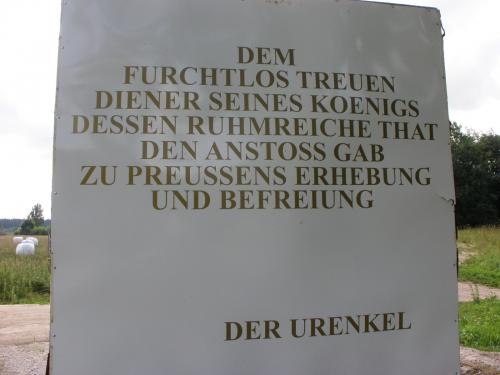 DEM
FURCHTLOS TREUEN
DIENER SEINES KOENIGS
DESSEN RUHMREICHE THAT
DEN ANSTOSS GAB
ZU PREUSSENS ERHEBUNG
UND BEFREIUNG
DER URENKEL